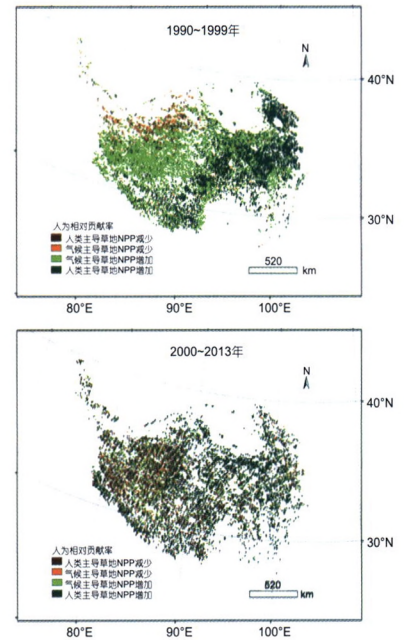 1990~1999年
N
40°N
30°N
人为相对贡献率
人类主导草地NPP减少
气候主导草地NPP减少
气候主导草地NPP增加
人类主导草地NPP增加
520
km
80°E 90°E 100°E
2000~2013年
N
40°N
30°N
人为相对贡献率
人类主导草地NPP减少
气候主导草地NPP减少
气候主导草地NPP增加
人类主导草地NPP增加
520
km
80°E 90°E 100°E